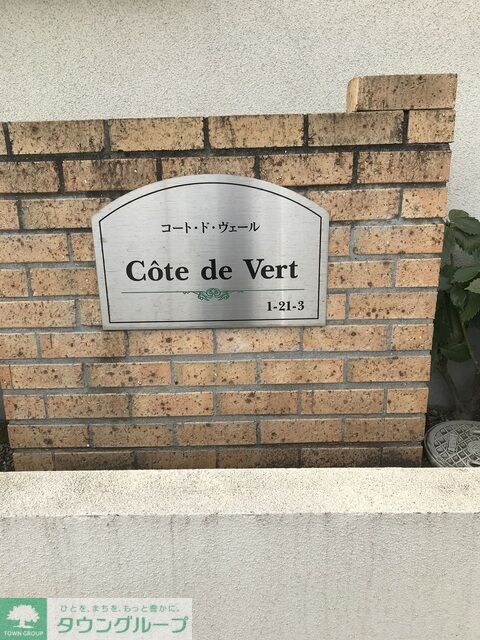 コート・ド・ヴェール
Côte de Vert
1-21-3
ひとを、まちを、もっと豊かに。
TOWN GROUP
タウングループ